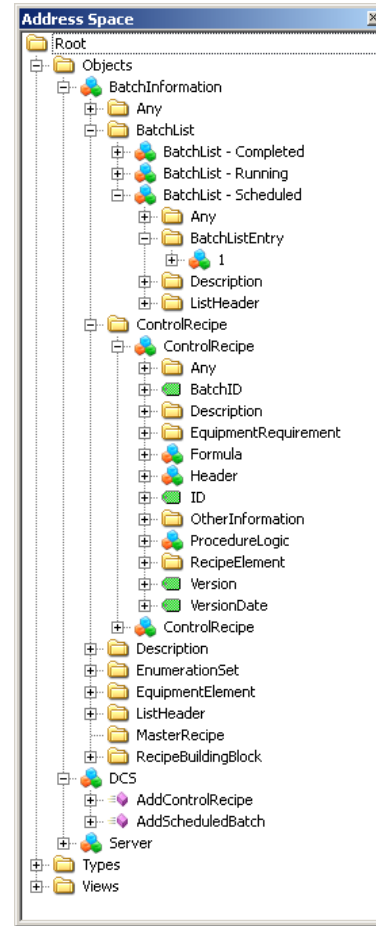 Address Space
Root
Objects
BatchInformation
Any
BatchList
BatchList - Completed
BatchList - Running
BatchList - Scheduled
Any
BatchListEntry
1
Description
ListHeader
ControlRecipe
ControlRecipe
Any
BatchID
Description
EquipmentRequirement
Formula
Header
ID
OtherInformation
ProcedureLogic
RecipeElement
Version
VersionDate
ControlRecipe
Description
EnumerationSet
EquipmentElement
ListHeader
MasterRecipe
RecipeBuildingBlock
DCS
AddControlRecipe
AddScheduledBatch
Server
Types
Views